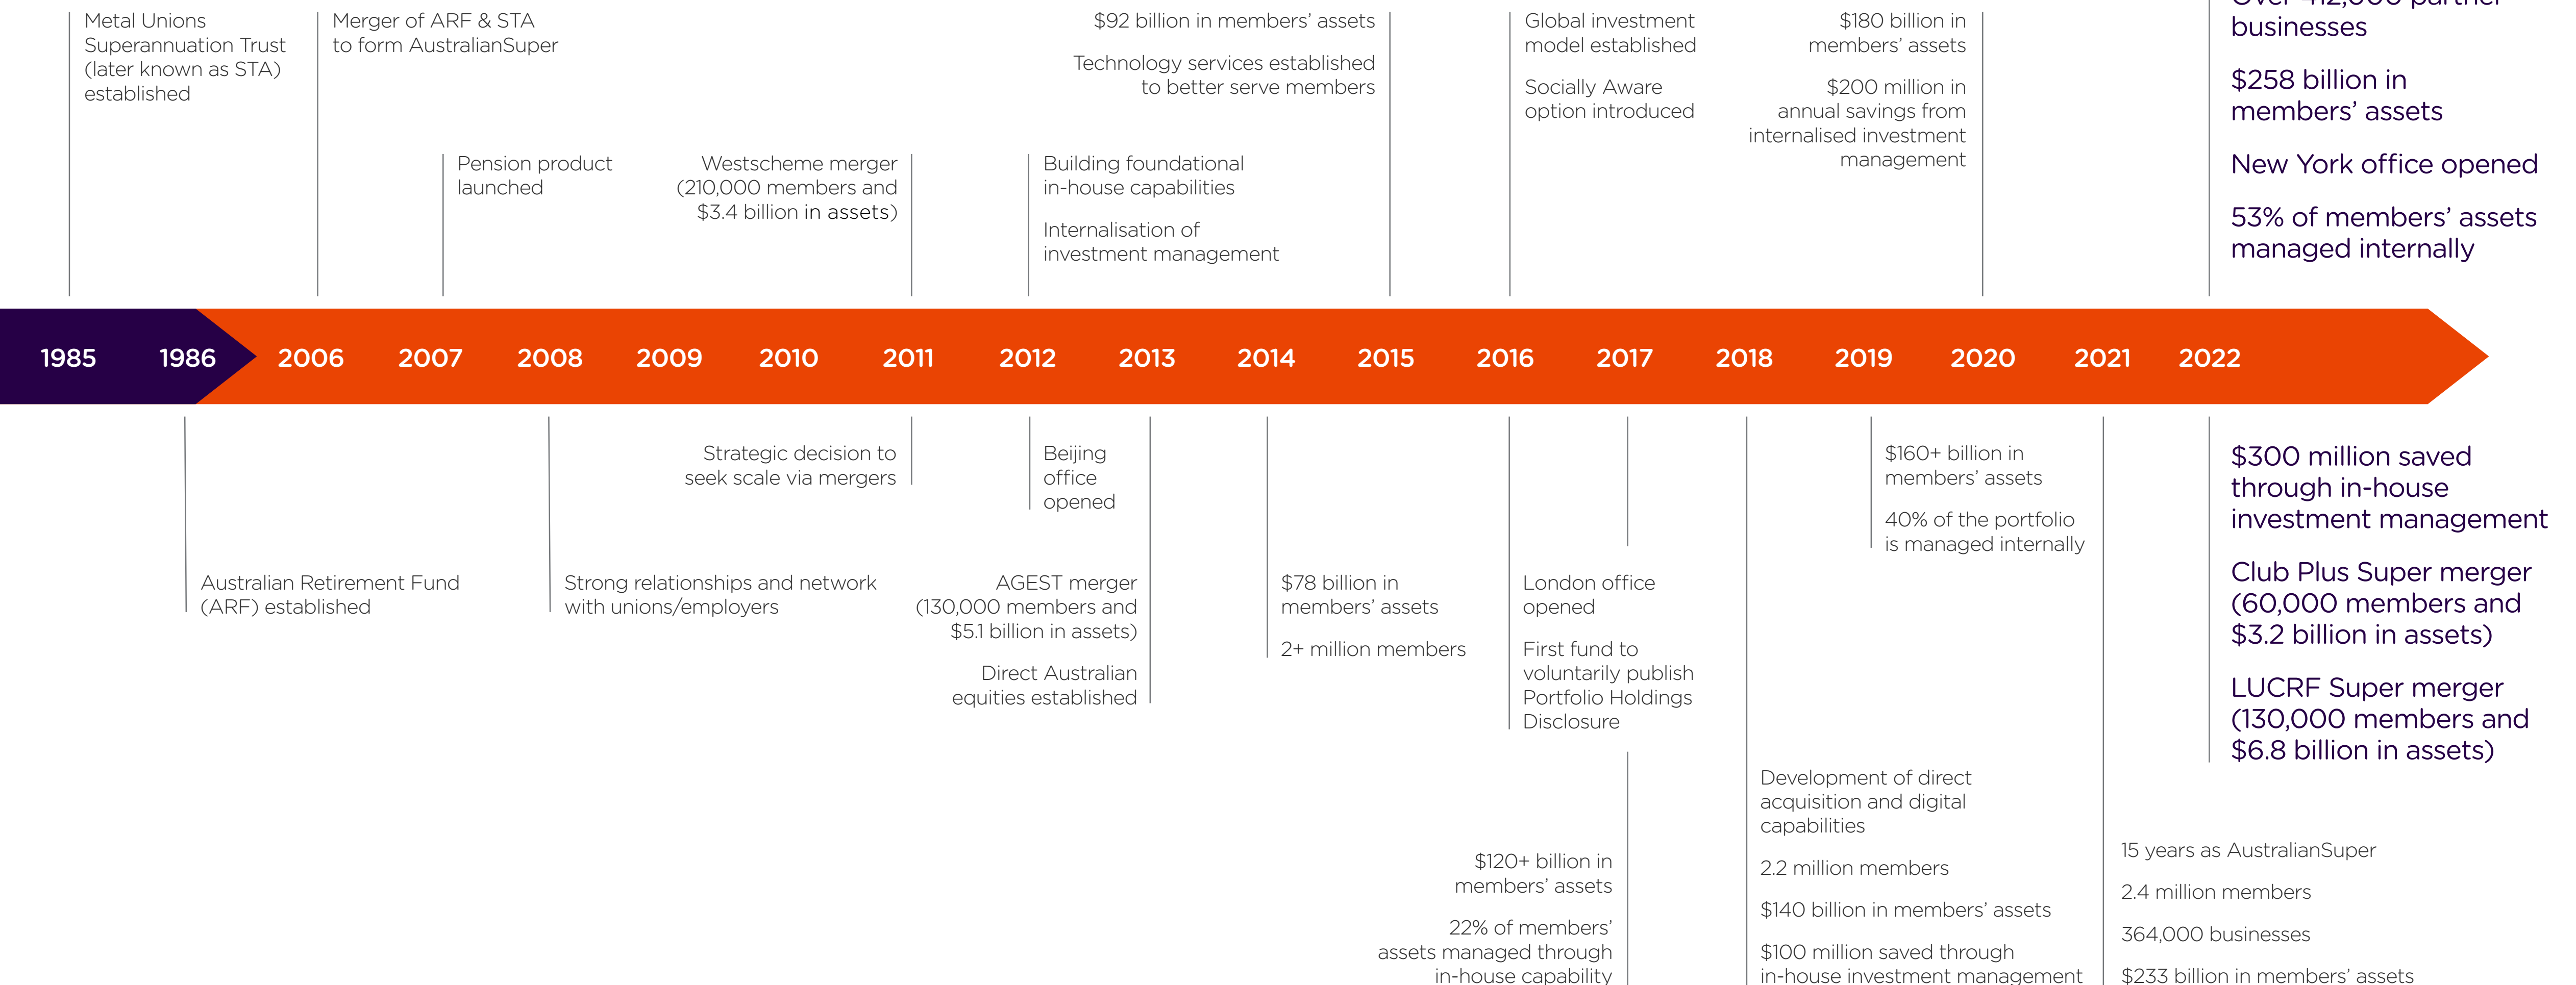 Metal Unions
Superannuation Trust
(later known as STA)
established
Merger of ARF & STA
to form AustralianSuper
Pension product
launched
Westscheme merger
(210,000 members and
$3.4 billion in assets)
Building foundational
in-house capabilities
Internalisation of
investment management
$92 billion in members’ assets
Technology services established
to better serve members
Global investment
model established
Socially Aware
option introduced
$180 billion in
members’ assets
$200 million in
annual savings from
internalised investment
management
Over 412,000 partner
businesses
$258 billion in
members’ assets
New York office opened
53% of members’ assets
managed internally
1985 1986 2006 2007 2008 2009 2010 2011 2012 2013 2014 2015 2016 2017 2018 2019 2020 2021 2022
Australian Retirement Fund
(ARF) established
Strong relationships and network
with unions/employers
Strategic decision to
seek scale via mergers
Beijing
office
opened
AGEST merger
(130,000 members and
$5.1 billion in assets)
Direct Australian
equities established
$78 billion in
members’ assets
2+ million members
London office
opened
First fund to
voluntarily publish
Portfolio Holdings
Disclosure
$120+ billion in
members’ assets
22% of members’
assets managed through
in-house capability
Development of direct
acquisition and digital
capabilities
2.2 million members
$140 billion in members’ assets
$100 million saved through
in-house investment management
$160+ billion in
members’ assets
40% of the portfolio
is managed internally
15 years as AustralianSuper
2.4 million members
364,000 businesses
$233 billion in members’ assets
$300 million saved
through in-house
investment management
Club Plus Super merger
(60,000 members and
$3.2 billion in assets)
LUCRF Super merger
(130,000 members and
$6.8 billion in assets)